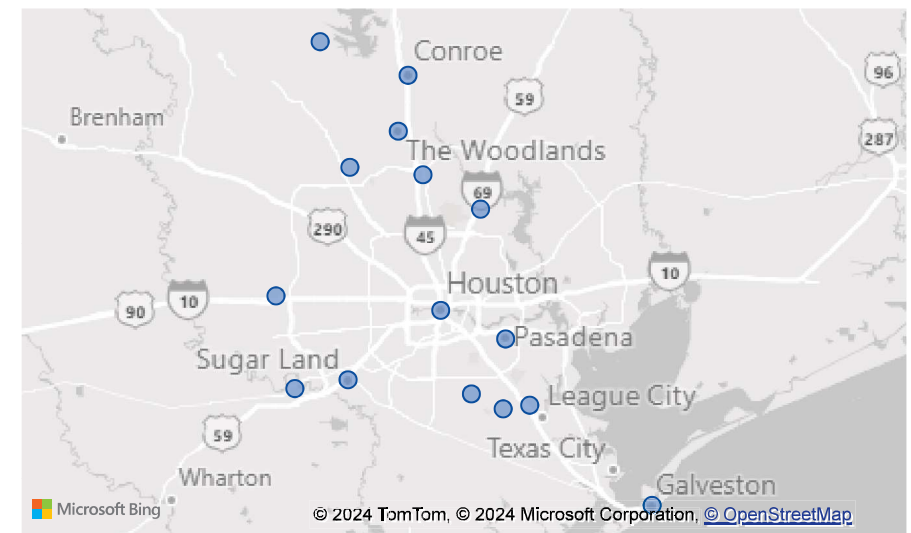 Conroe
96
59
Brenham
287
The Woodlands
69
290
45
10
Houston
10
90
Pasadena
Sugar Land
League City
59
Texas City
Wharton
Galveston
Microsoft Bing
© 2024 TomTom, © 2024 Microsoft Corporation, © OpenStreetMap